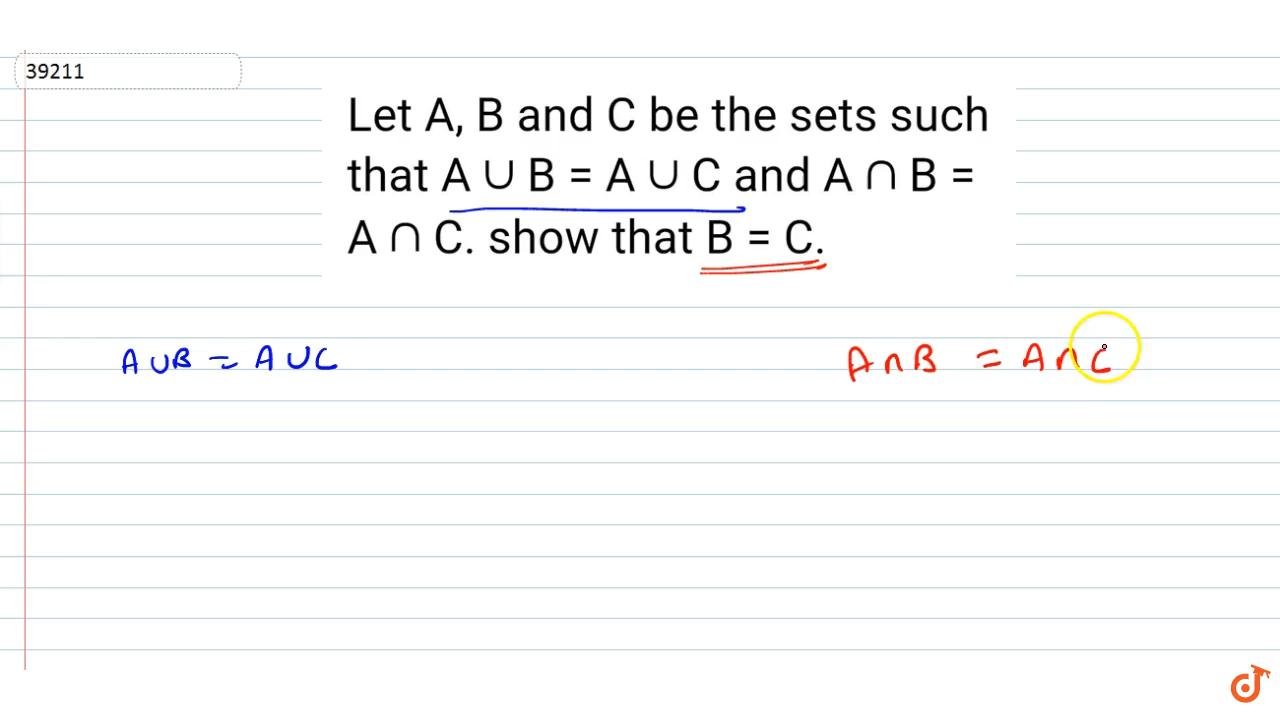 39211
Let A, B and C be the sets such
that A ∪ B = A ∪ C and A ∩ B =
A ∩ C. show that B = C.
A∪B = A∪C
A∩B = A∩C